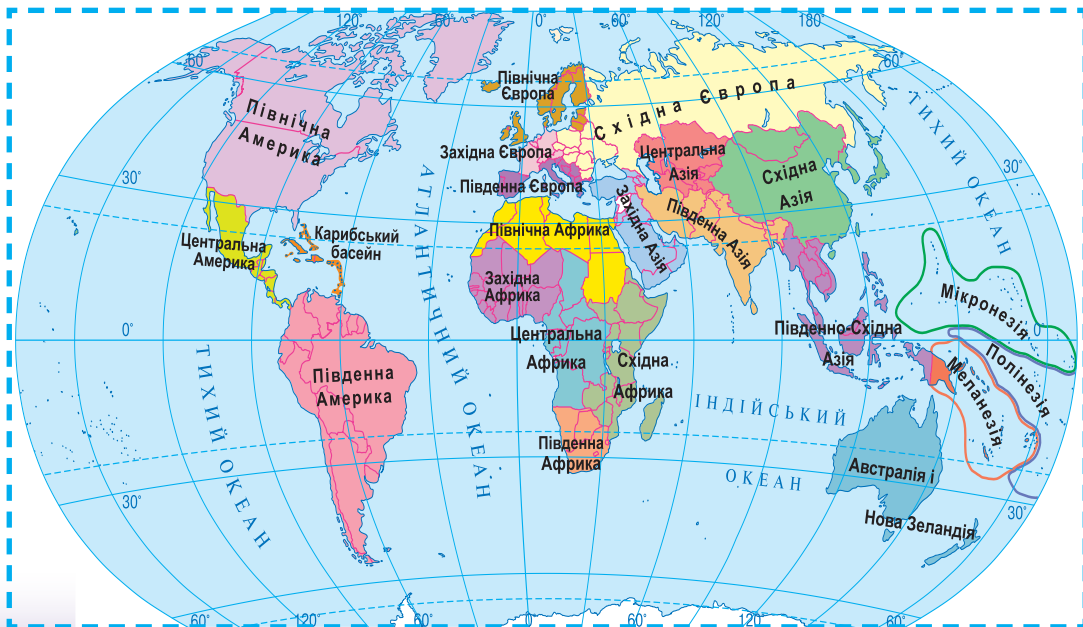 120°
60°
0°
60°
120°
180°
60°
60°
Північна
Європа
Східна Європа
ТИХИЙ ОКЕАН
Північна
Америка
Західна Європа
Центральна
Азія
Східна
Азія
30°
30°
АТЛАНТИЧНИЙ ОКЕАН
Південна Європа
Західна Азія
Південна Азія
Північна Африка
Карибський
басейн
Центральна
Америка
Західна
Африка
Мікронезія
0°
Центральна
Африка
Південно-Східна
Азія
Полінезія
Східна
Африка
Меланезія
ТИХИЙ ОКЕАН
Південна
Америка
ІНДІЙСЬКИЙ
ОКЕАН
Південна
Африка
Австралія і
Нова Зеландія
30°
30°
60°
120°
60°
0
60°
120°
60°